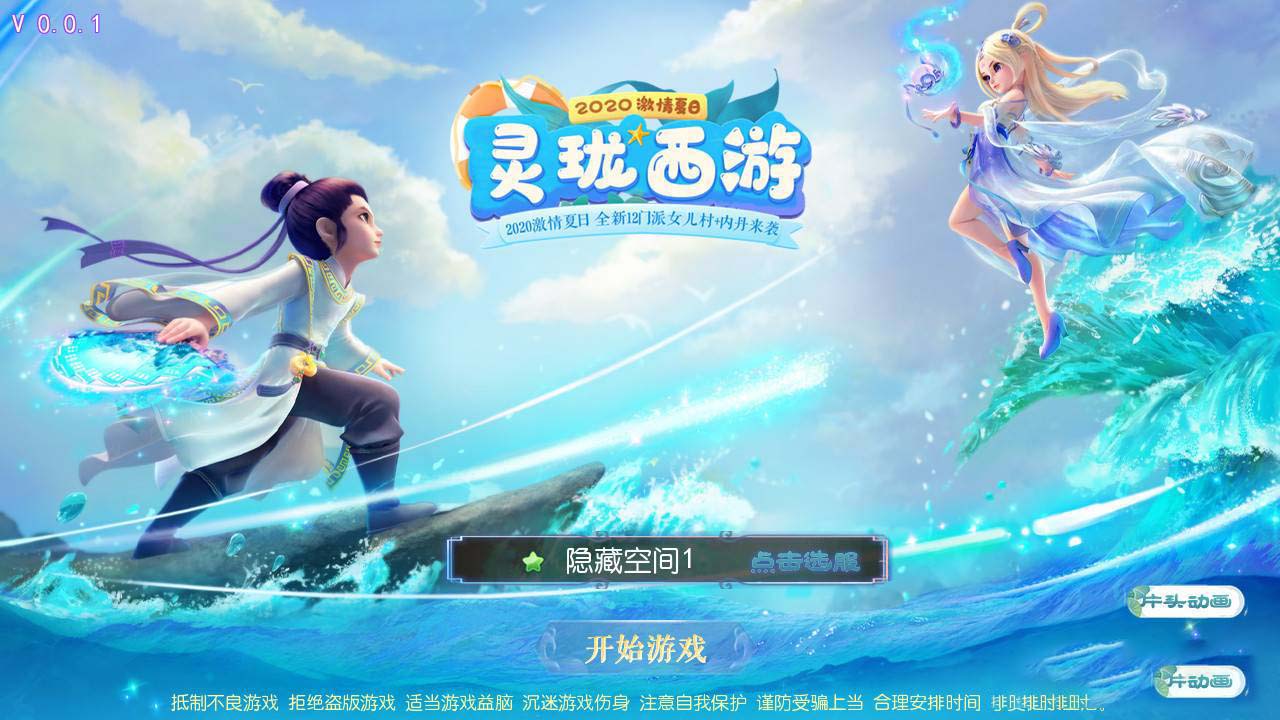 V 0.0.1
2020激情夏日
灵珑西游
2020激情夏日 全新12门派女儿村+内丹来袭
隐藏空间1
点击选服
片头动画
开始游戏
片动画
抵制不良游戏 拒绝盗版游戏 适当游戏益脑 沉迷游戏伤身 注意自我保护 谨防受骗上当 合理安排时间